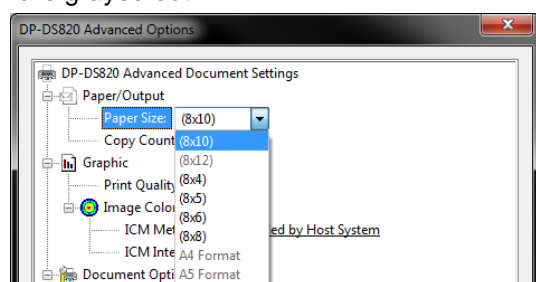 DP-DS820 Advanced Options
DP-DS820 Advanced Document Settings
Paper/Output
Paper Size: (8x10)
Copy Count (8x10)
(8x12)
Graphic
(8x4)
Print Quality
(8x5)
Image Color
(8x6)
ICM Met ed by Host System
(8x8)
ICM Inte A4 Format
Document Opti A5 Format